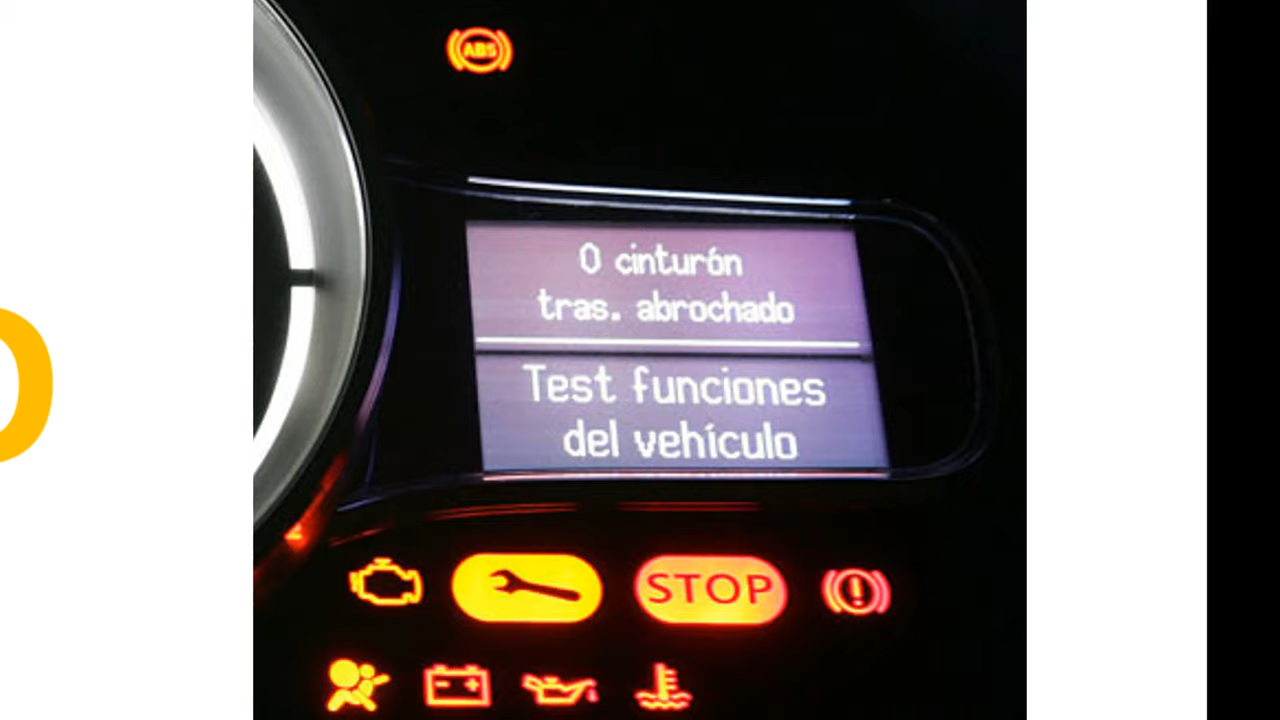 ABS
0 cinturón
tras. abrochado
Test funciones
del vehículo
STOP